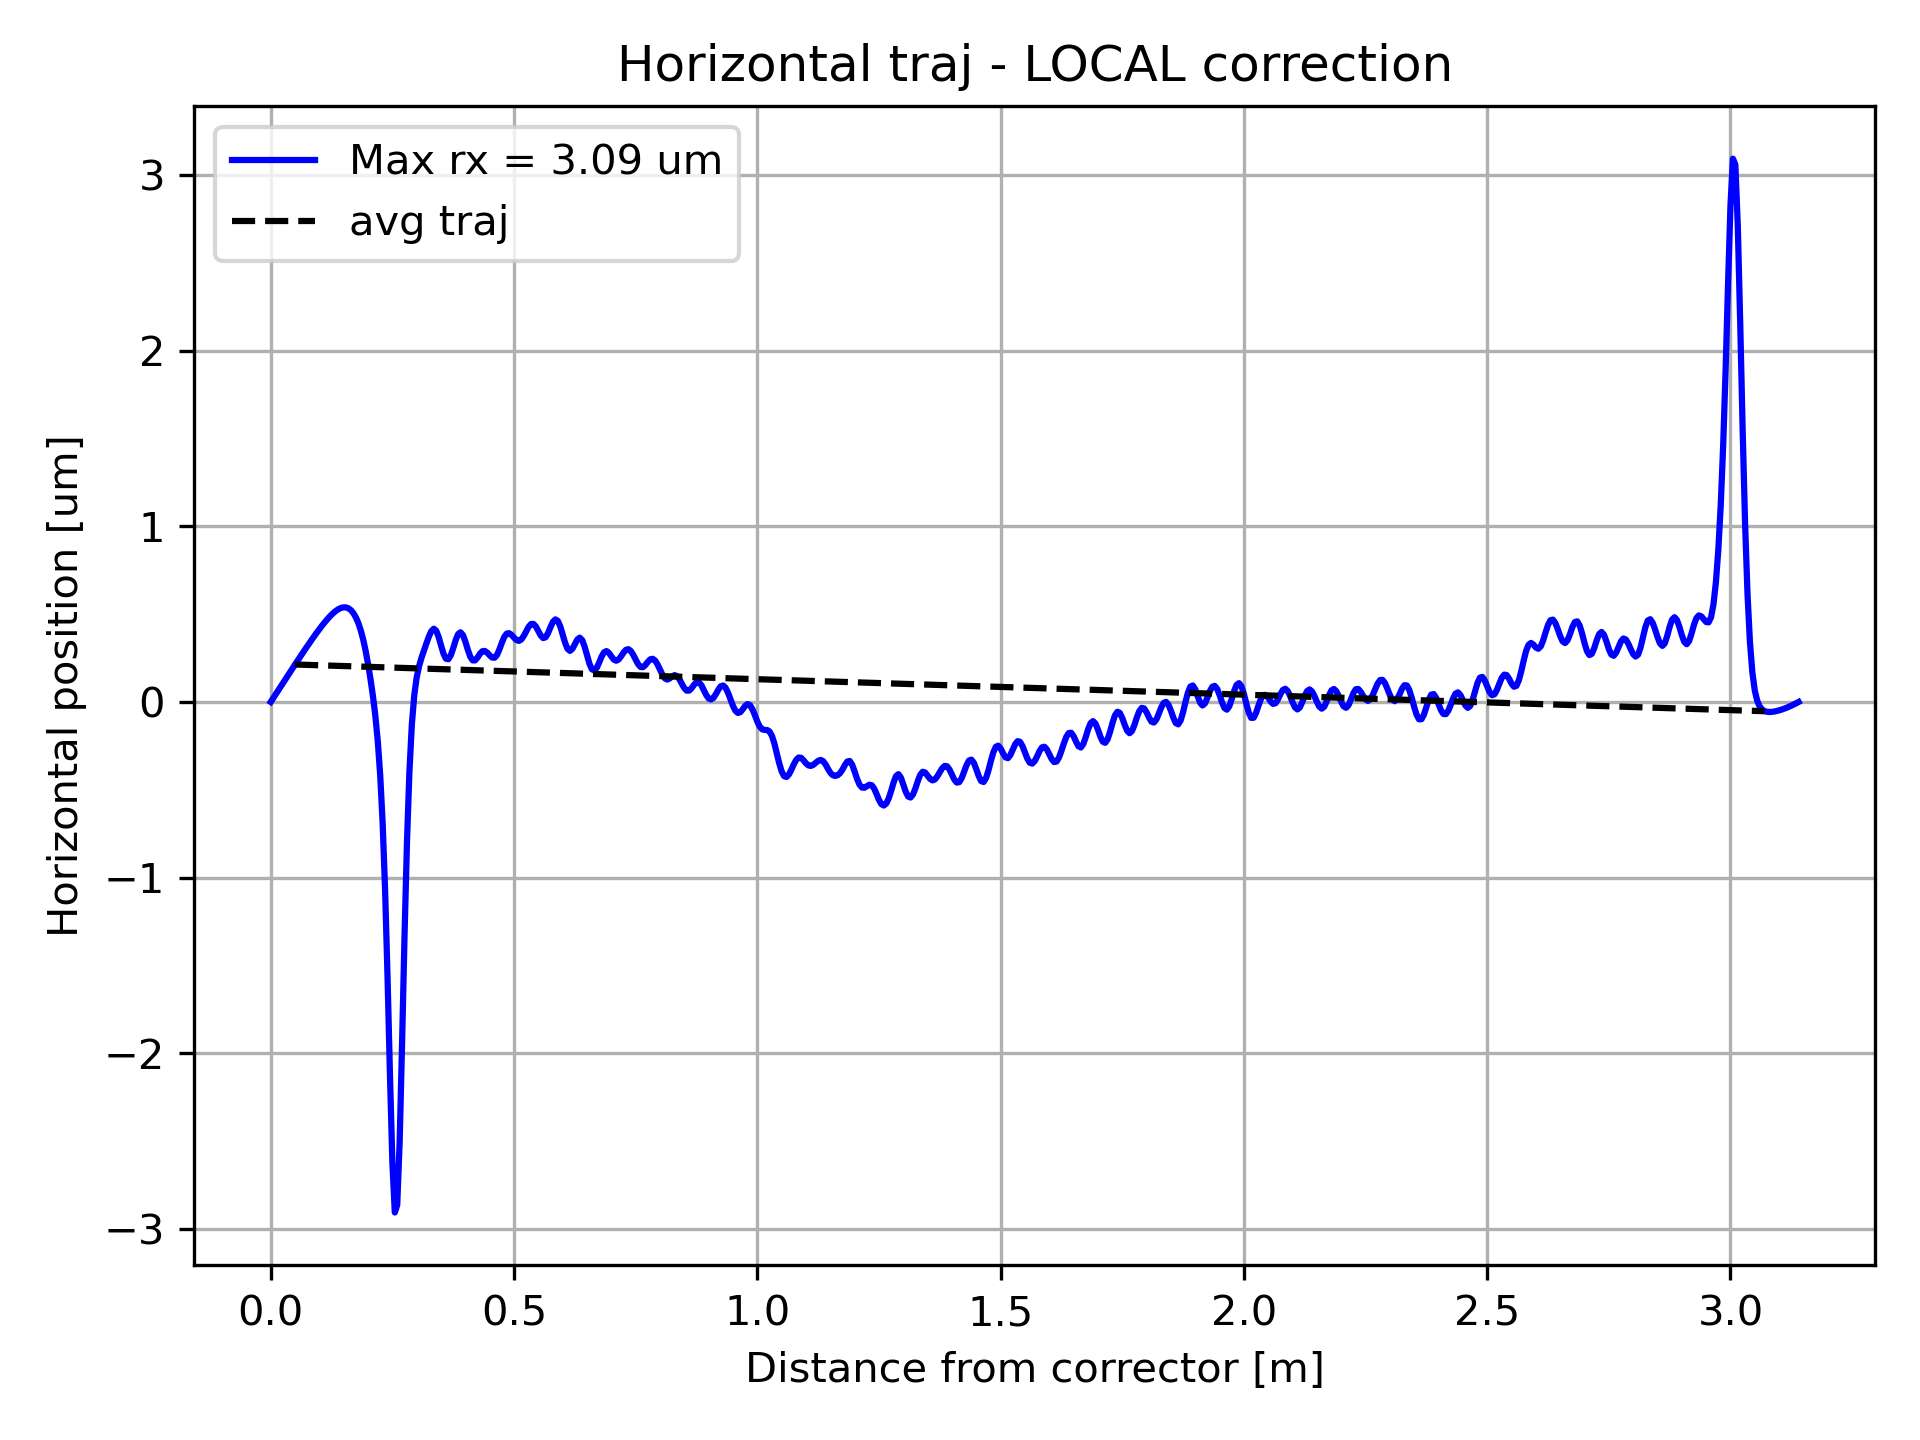 Horizontal traj - LOCAL correction
Max rx = 3.09 um
avg traj
Horizontal position [um]
3
2
1
0
−1
−2
−3
0.0 0.5 1.0 1.5 2.0 2.5 3.0
Distance from corrector [m]